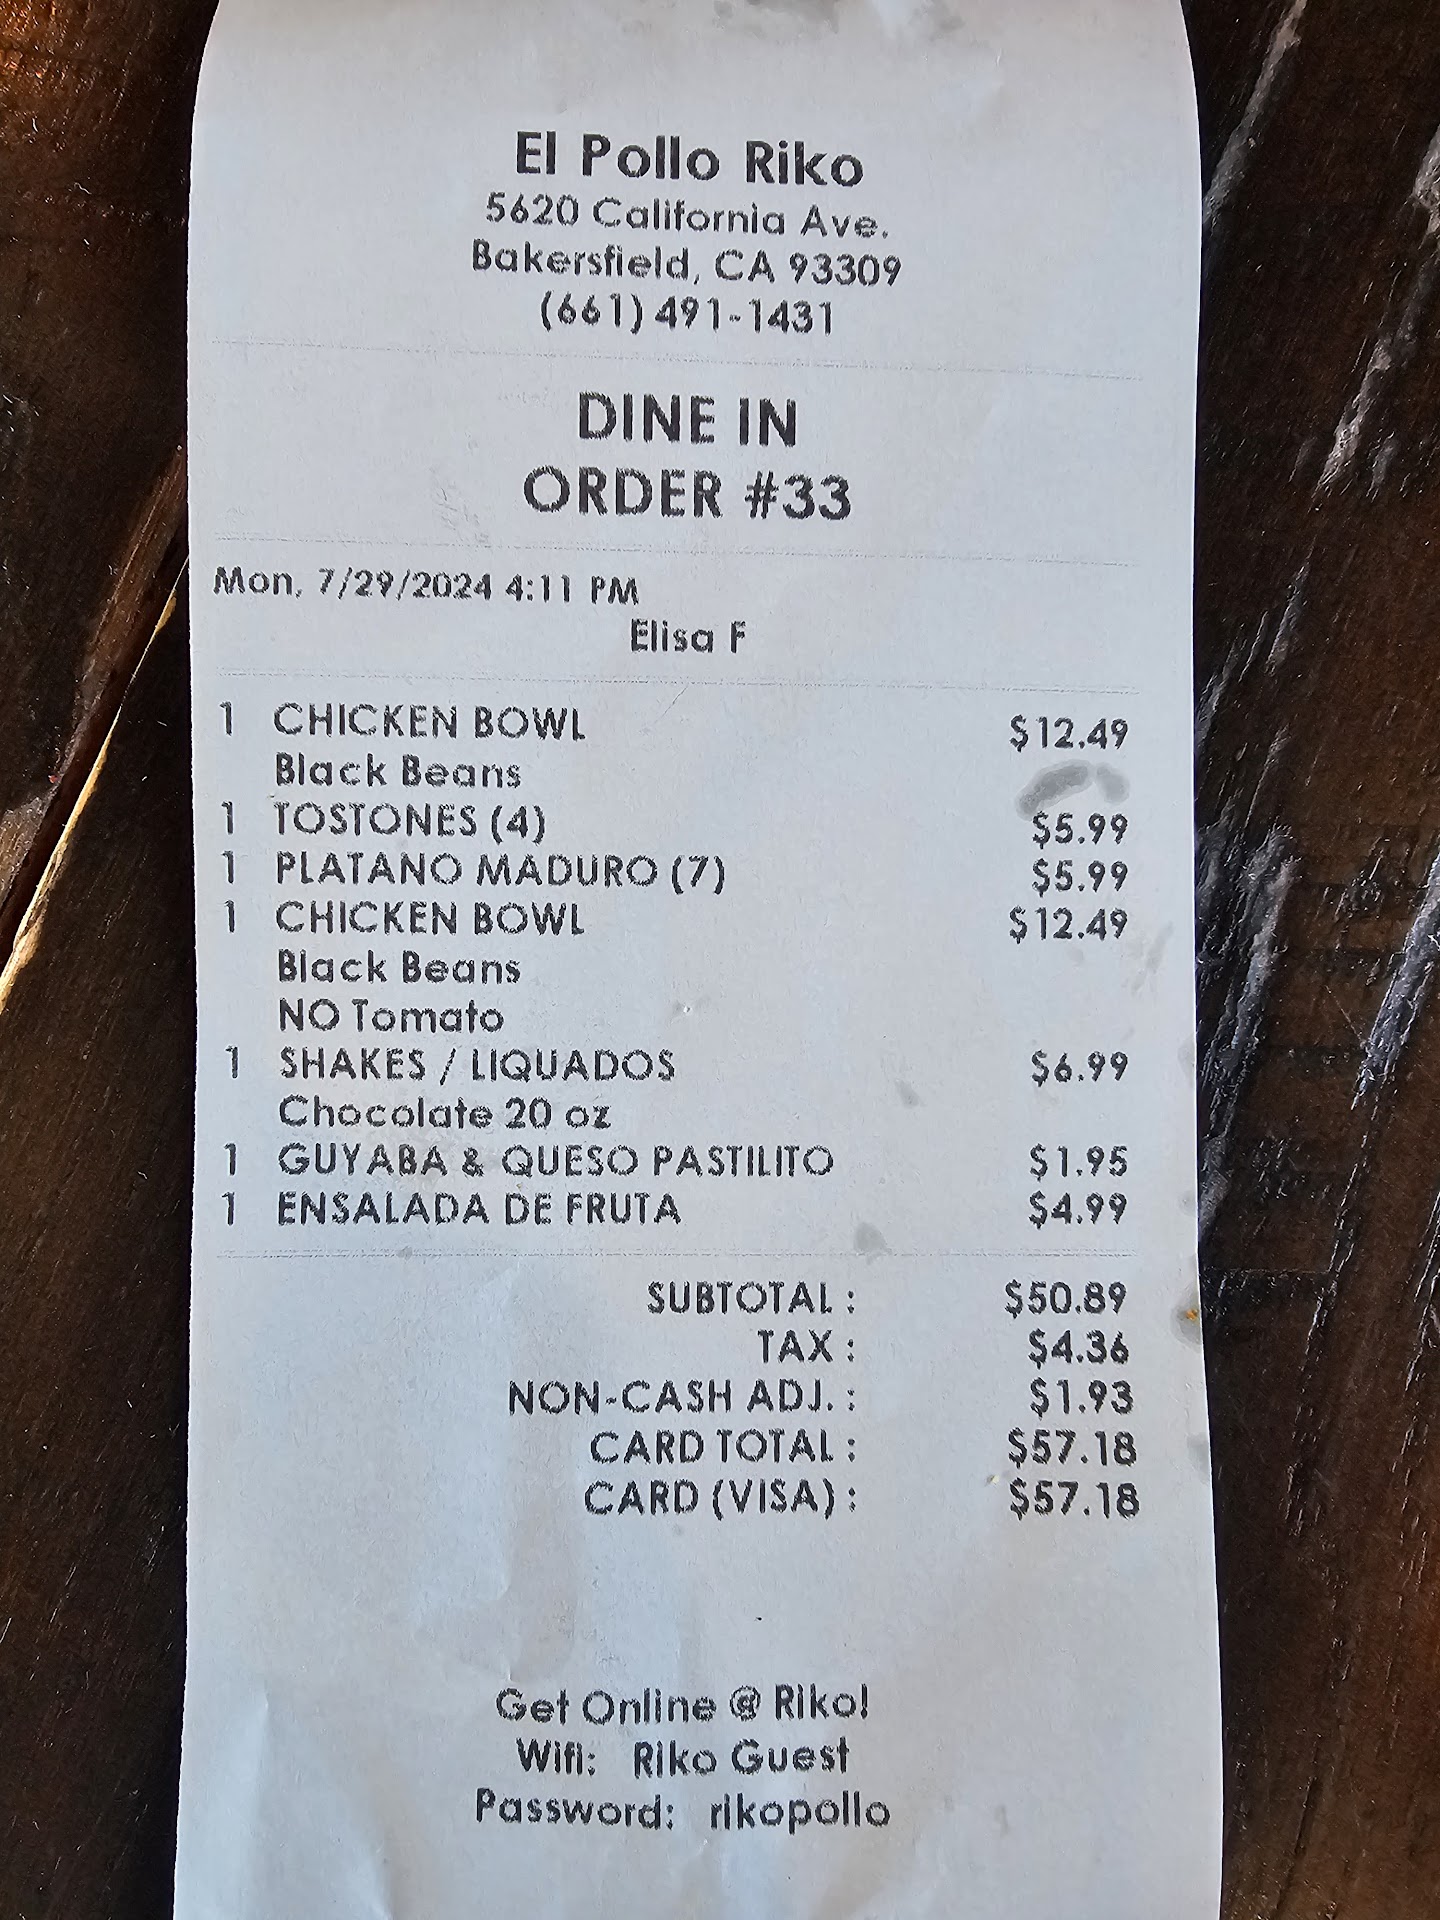 El Pollo Riko
5620 California Ave.
Bakersfield, CA 93309
(661) 491-1431
DINE IN
ORDER #33
Mon, 7/29/2024 4:11 PM
Elisa F
1 CHICKEN BOWL $12.49
Black Beans
1 TOSTONES (4) $5.99
1 PLATANO MADURO (7) $5.99
1 CHICKEN BOWL $12.49
Black Beans
NO Tomato
1 SHAKES / LIQUADOS $6.99
Chocolate 20 oz
1 GUYABA & QUESO PASTILITO $1.95
1 ENSALADA DE FRUTA $4.99
SUBTOTAL : $50.89
TAX : $4.36
NON-CASH ADJ. : $1.93
CARD TOTAL : $57.18
CARD (VISA) : $57.18
Get Online @ Riko!
Wifi: Riko Guest
Password: rikopollo